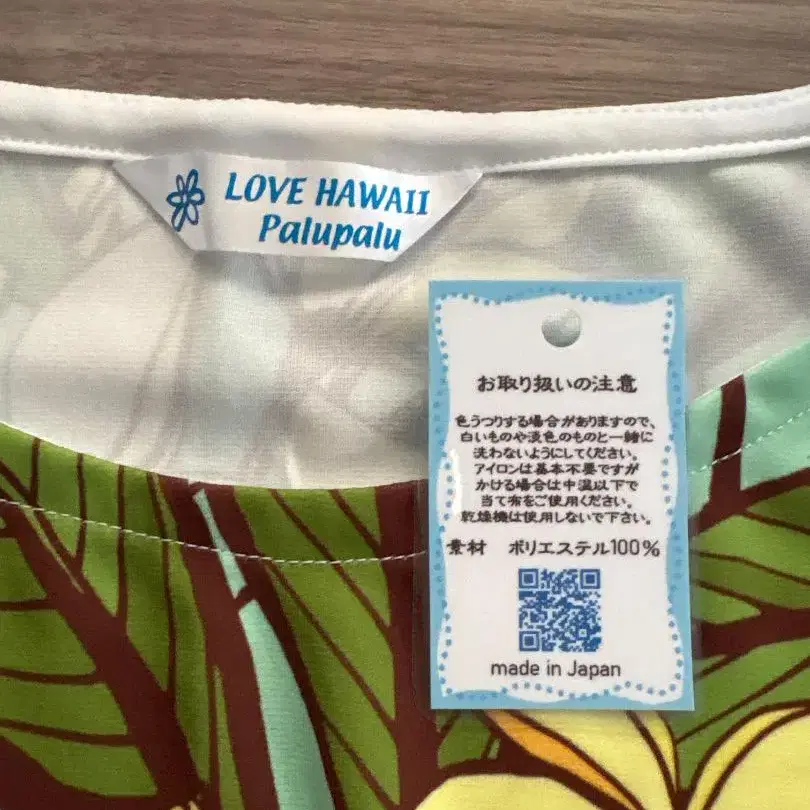 LOVE HAWAII
Palupalu
お取り扱いの注意
色うつりする場合がありますので、
白いものや淡色のものと一緒に
洗わないようにしてください。
アイロンは基本不要ですが
かける場合は中温以下で
当て布をご使用ください。
乾燥機は使用しないで下さい。
素材 ポリエステル100%
made in Japan